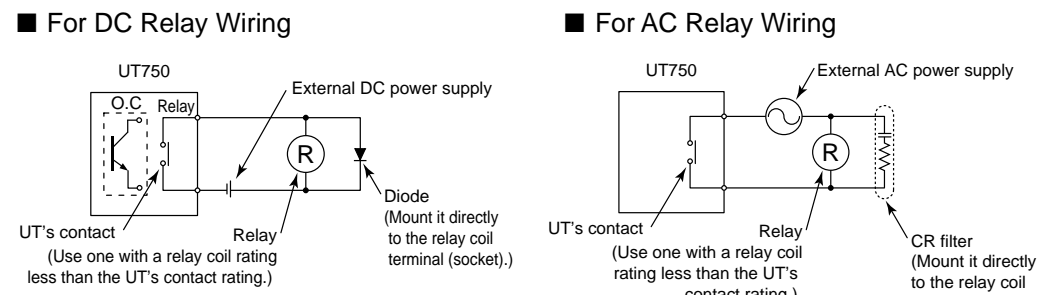 ■ For DC Relay Wiring
UT750
O.C
Relay
External DC power supply
R
Diode
(Mount it directly
to the relay coil
terminal (socket).)
UT's contact
Relay
(Use one with a relay coil rating
less than the UT's contact rating.)
■ For AC Relay Wiring
UT750
External AC power supply
R
UT's contact
Relay
(Use one with a relay coil
rating less than the UT's
contact rating.)
CR filter
(Mount it directly
to the relay coil